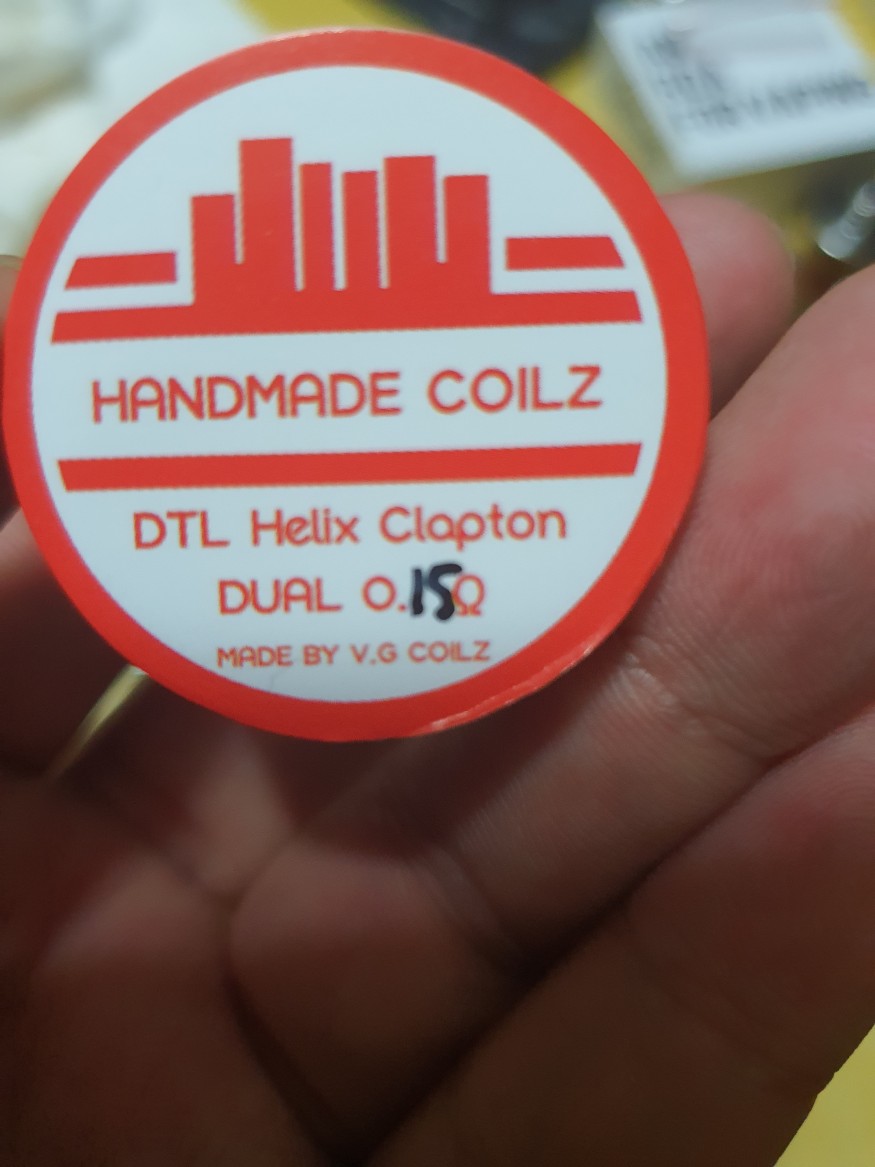 HANDMADE COILZ
DTL Helix Clapton
DUAL 0.15Ω
MADE BY V.G COILZ